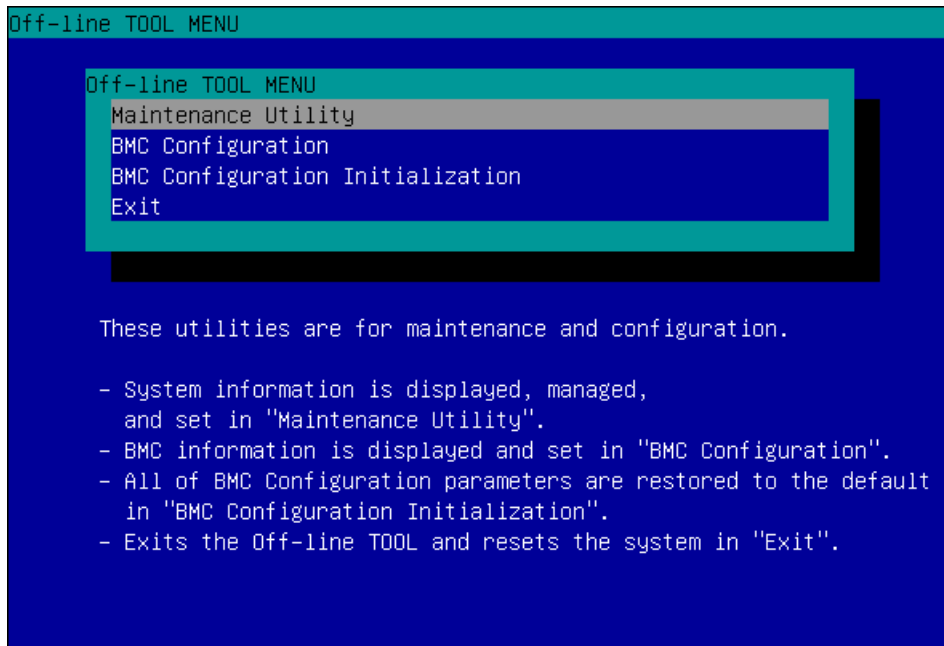 Off-line TOOL MENU
Off-line TOOL MENU
Maintenance Utility
BMC Configuration
BMC Configuration Initialization
Exit
These utilities are for maintenance and configuration.
- System information is displayed, managed,
and set in "Maintenance Utility".
- BMC information is displayed and set in "BMC Configuration".
- All of BMC Configuration parameters are restored to the default
in "BMC Configuration Initialization".
- Exits the Off-line TOOL and resets the system in "Exit".